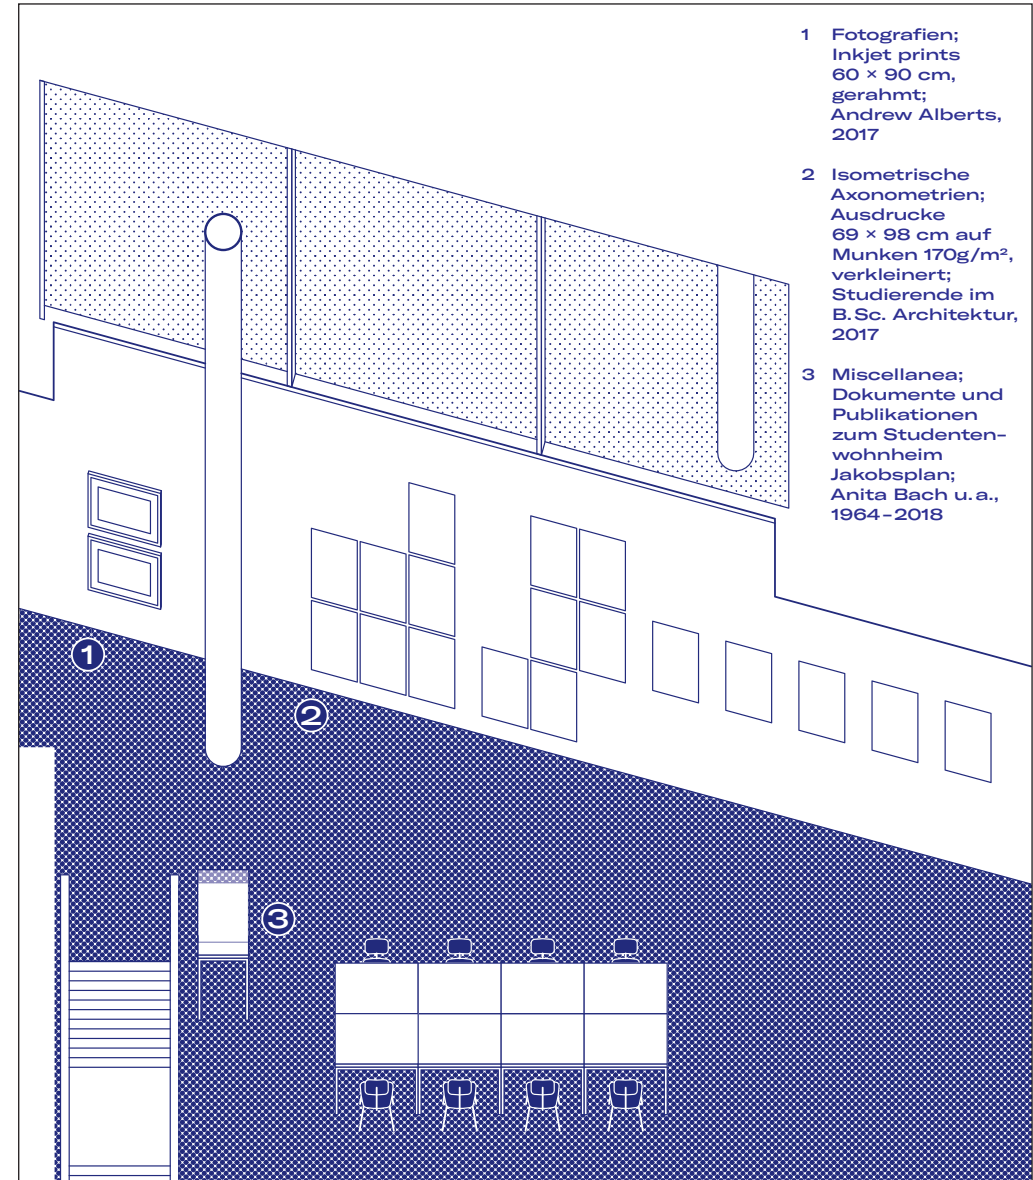 1 Fotografien;
Inkjet prints
60 × 90 cm,
gerahmt;
Andrew Alberts,
2017
2 Isometrische
Axonometrien;
Ausdrucke
69 × 98 cm auf
Munken 170g/m²,
verkleinert;
Studierende im
B.Sc. Architektur,
2017
3 Miscellanea;
Dokumente und
Publikationen
zum Studenten-
wohnheim
Jakobsplan;
Anita Bach u.a.,
1964–2018
1
2
3